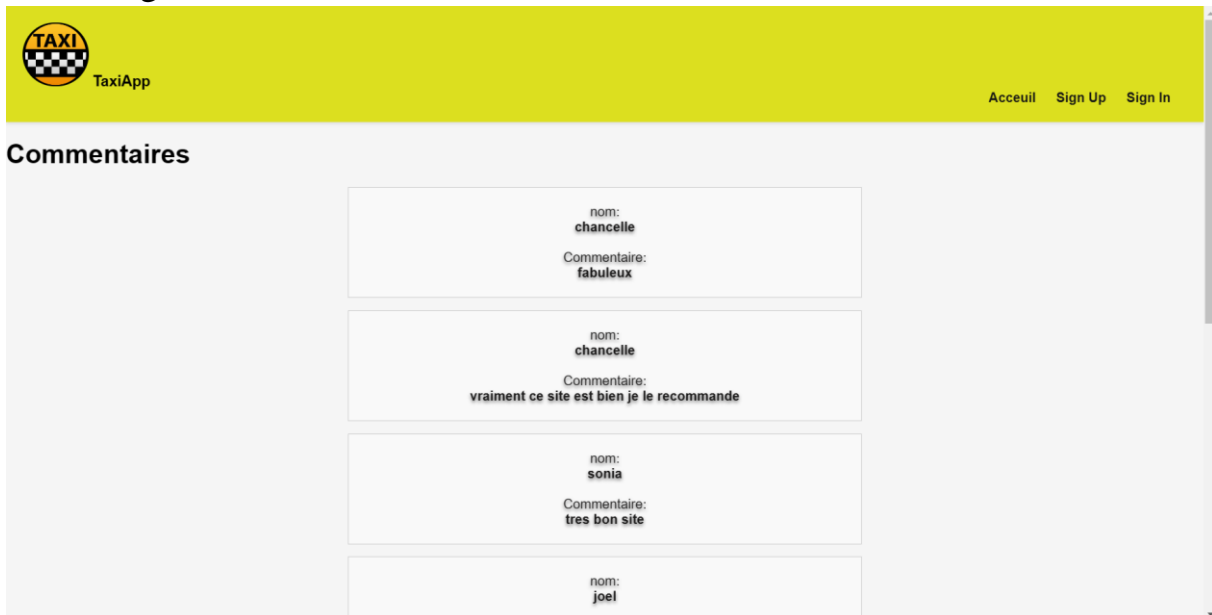 TAXI
TaxiApp
Acceuil Sign Up Sign In
Commentaires
nom:
chancelle
Commentaire:
fabuleux
nom:
chancelle
Commentaire:
vraiment ce site est bien je le recommande
nom:
sonia
Commentaire:
tres bon site
nom:
joel